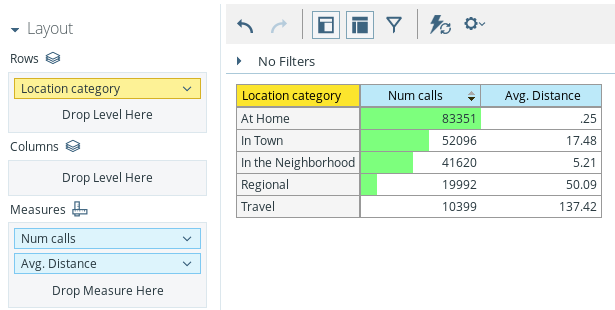 Layout
Rows
Location category
Drop Level Here
Columns
Drop Level Here
Measures
Num calls
Avg. Distance
Drop Measure Here
No Filters
Location category Num calls Avg. Distance
At Home 83351 .25
In Town 52096 17.48
In the Neighborhood 41620 5.21
Regional 19992 50.09
Travel 10399 137.42